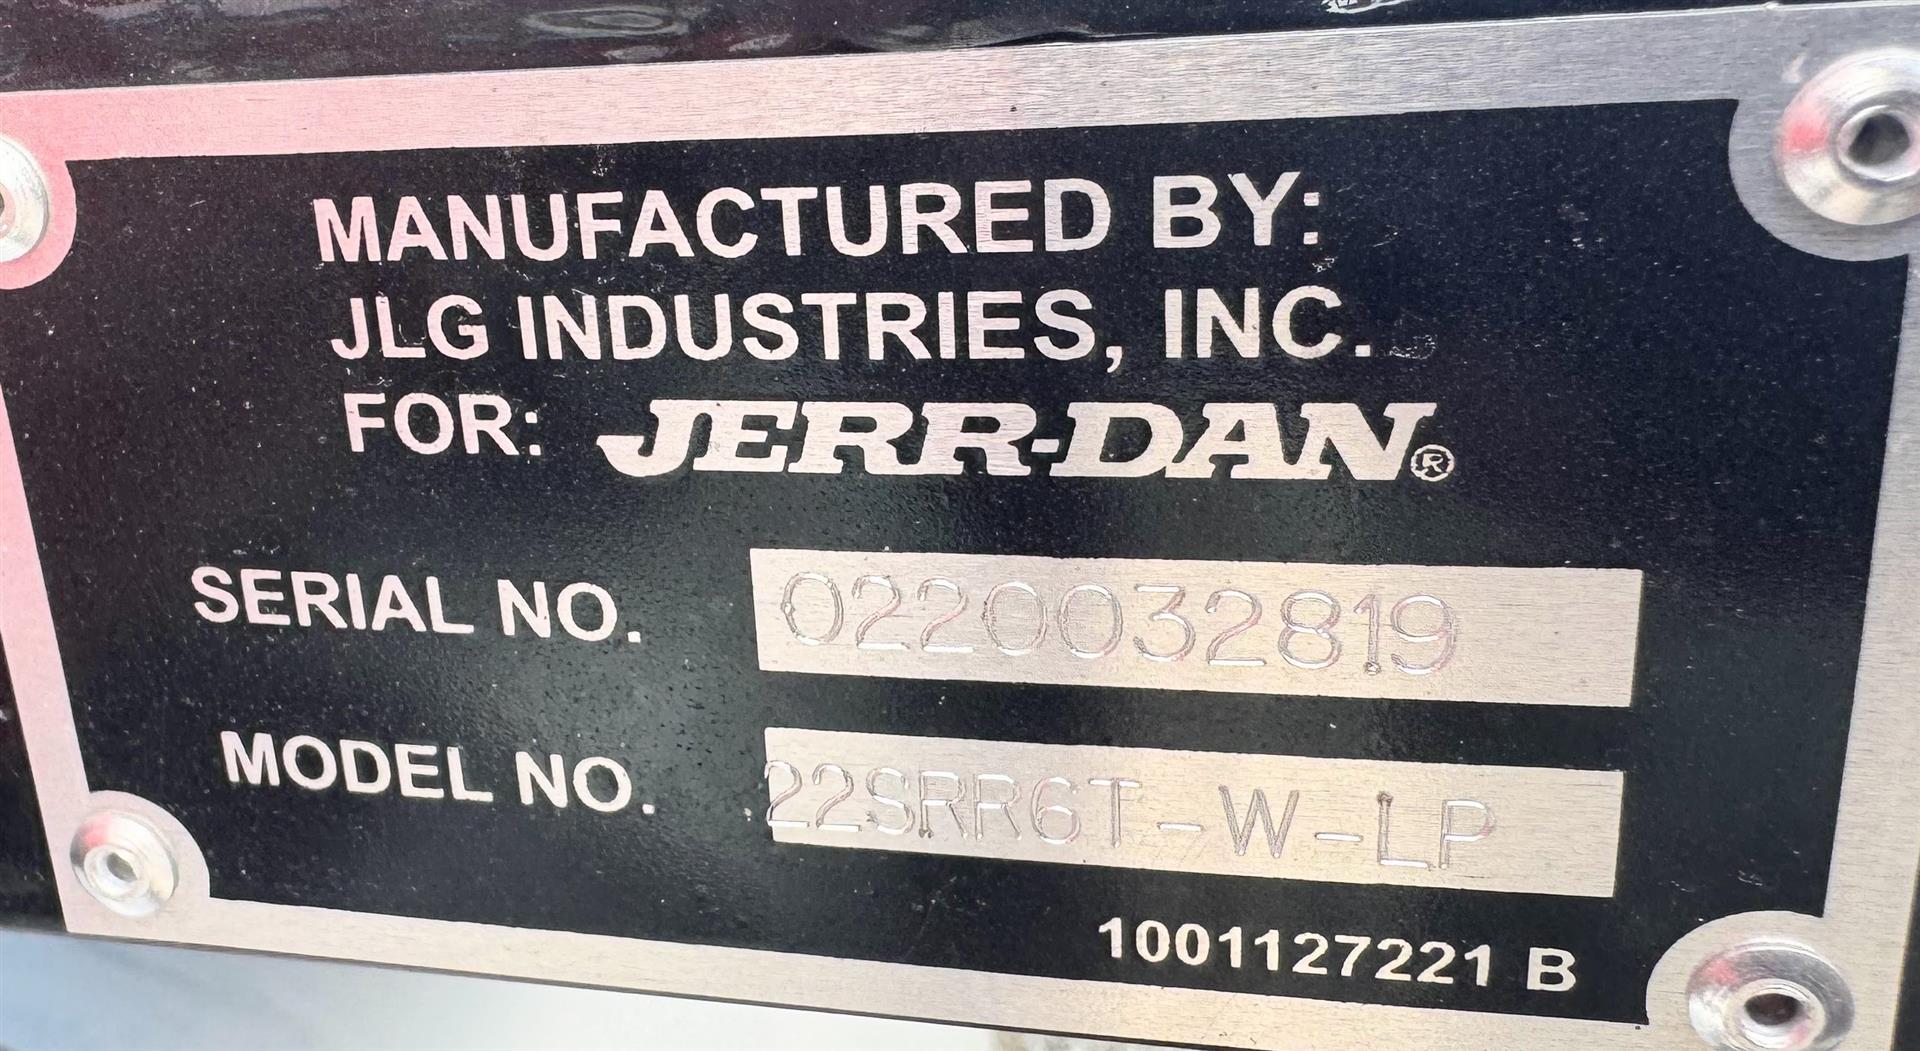 MANUFACTURED BY:
JLG INDUSTRIES, INC.
FOR: JERR-DAN®
SERIAL NO. 0220032819
MODEL NO. 22SRR6T-W-LP
1001127221 B